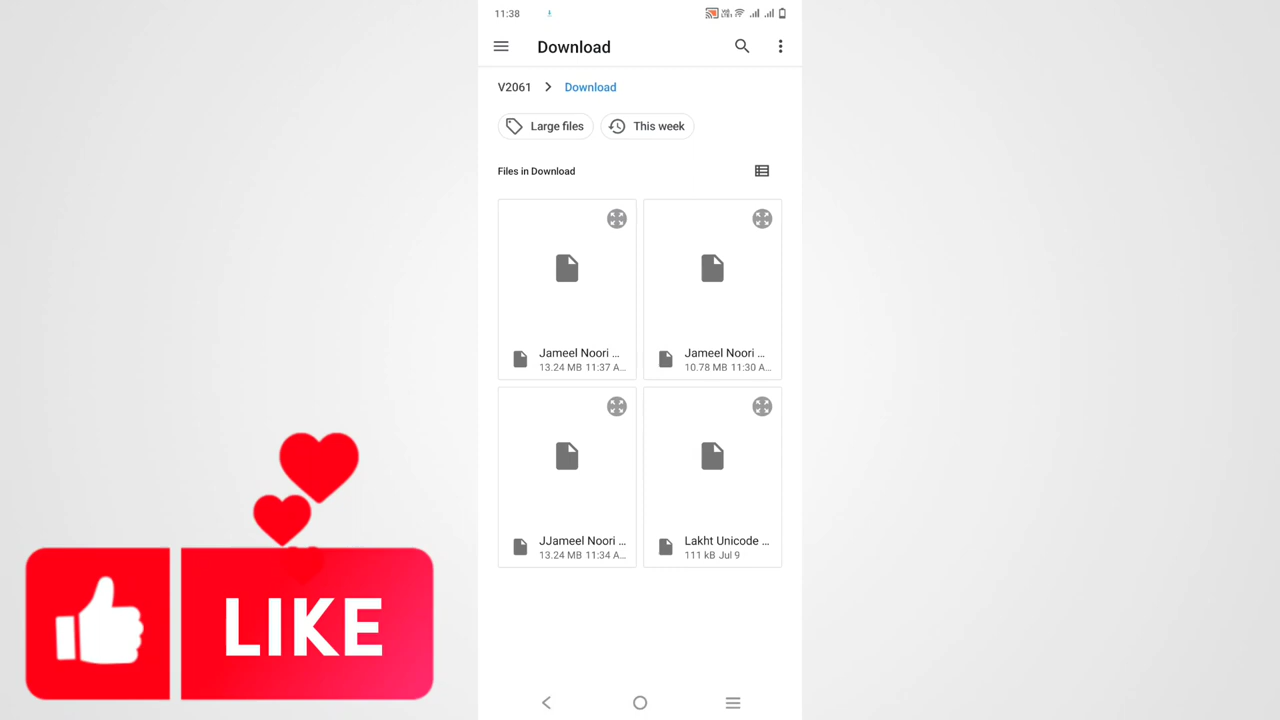 11:38
Download
V2061 > Download
Large files
This week
Files in Download
Jameel Noori ...
13.24 MB 11:37 A...
Jameel Noori ...
10.78 MB 11:30 A...
JJameel Noori ...
13.24 MB 11:34 A...
Lakht Unicode ...
111 kB Jul 9
LIKE